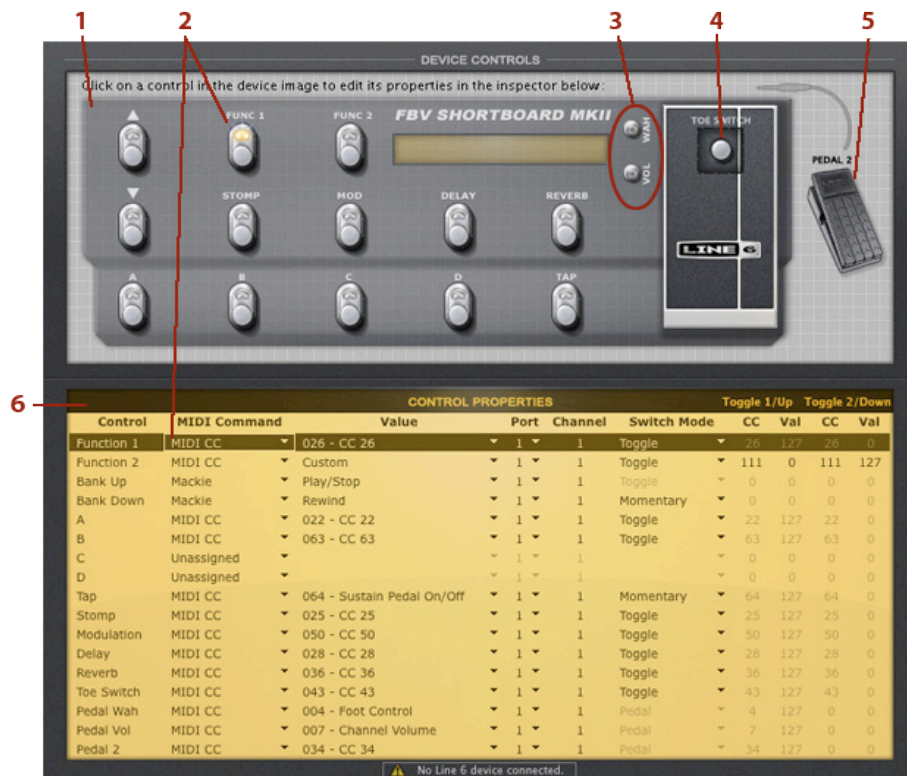 1 2 3 4 5
DEVICE CONTROLS
Click on a control in the device image to edit its properties in the inspector below:
FUNC 1 FUNC 2 FBV SHORTBOARD MKII WAH TOE SWITCH
VOL PEDAL 2
STOMP MOD DELAY REVERB
LINE 6
A B C D TAP
6
CONTROL PROPERTIES Toggle 1/Up Toggle 2/Down
Control MIDI Command Value Port Channel Switch Mode CC Val CC Val
Function 1 MIDI CC 026 - CC 26 1 1 Toggle 26 127 26 0
Function 2 MIDI CC Custom 1 1 Toggle 111 0 111 127
Bank Up Mackie Play/Stop 1 1 Toggle 0 0 0 0
Bank Down Mackie Rewind 1 1 Momentary 0 0 0 0
A MIDI CC 022 - CC 22 1 1 Toggle 22 127 22 0
B MIDI CC 063 - CC 63 1 1 Toggle 63 127 63 0
C Unassigned 1 1 0 0 0 0
D Unassigned 1 1 0 0 0 0
Tap MIDI CC 064 - Sustain Pedal On/Off 1 1 Momentary 64 127 64 0
Stomp MIDI CC 025 - CC 25 1 1 Toggle 25 127 25 0
Modulation MIDI CC 050 - CC 50 1 1 Toggle 50 127 50 0
Delay MIDI CC 028 - CC 28 1 1 Toggle 28 127 28 0
Reverb MIDI CC 036 - CC 36 1 1 Toggle 36 127 36 0
Toe Switch MIDI CC 043 - CC 43 1 1 Toggle 43 127 43 0
Pedal Wah MIDI CC 004 - Foot Control 1 1 Pedal 4 127 0 0
Pedal Vol MIDI CC 007 - Channel Volume 1 1 Pedal 7 127 0 0
Pedal 2 MIDI CC 034 - CC 34 1 1 Pedal 34 127 0 0
No Line 6 device connected.